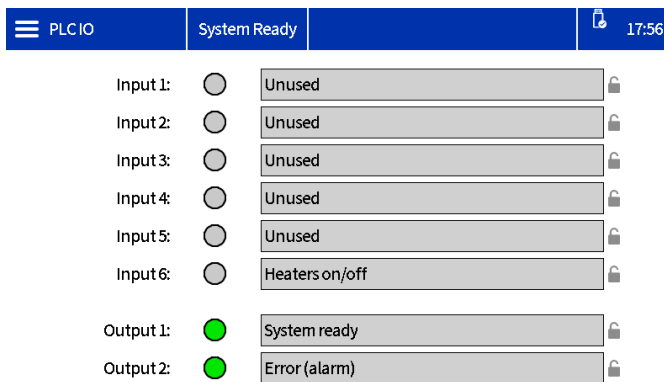 PLC IO System Ready 17:56
Input 1: Unused
Input 2: Unused
Input 3: Unused
Input 4: Unused
Input 5: Unused
Input 6: Heaters on/off
Output 1: System ready
Output 2: Error (alarm)